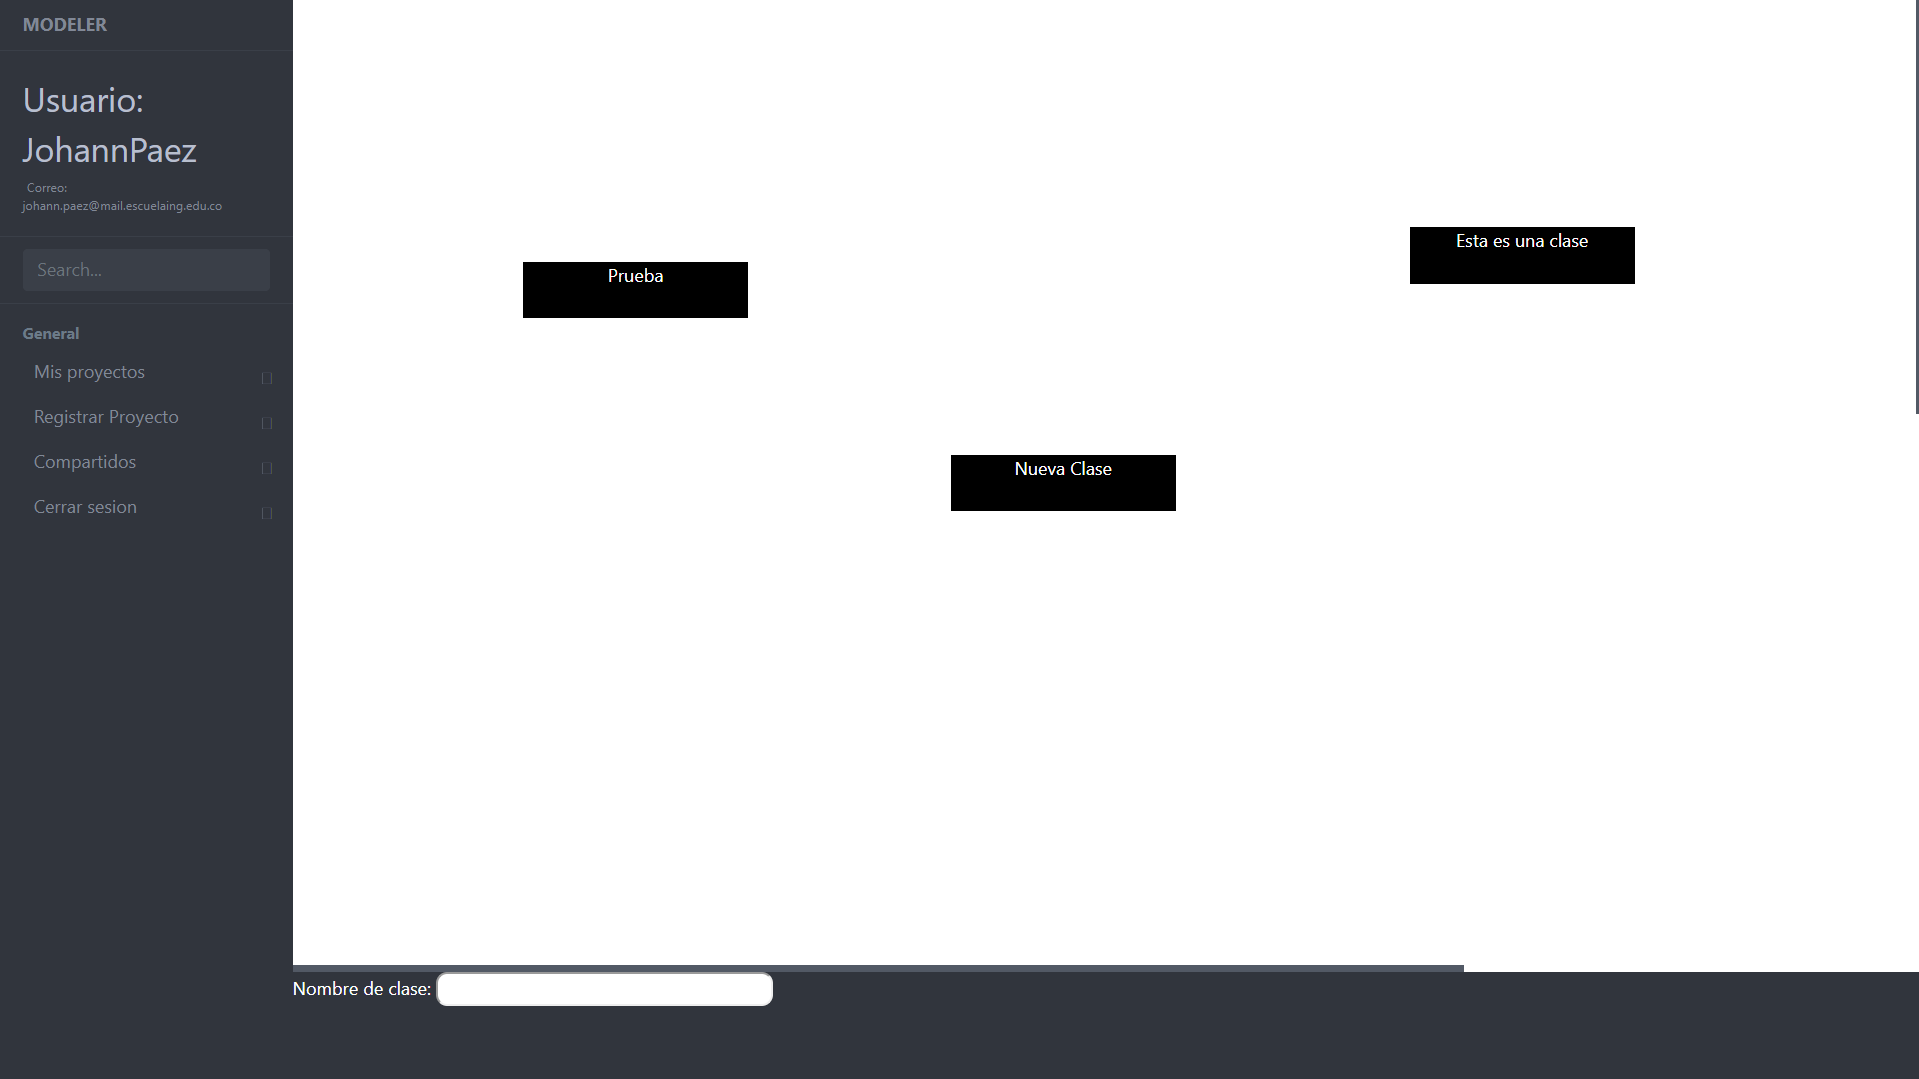 MODELER
Usuario:
JohannPaez
Correo:
johann.paez@mail.escuelaing.edu.co
Search...
General
Mis proyectos
Registrar Proyecto
Compartidos
Cerrar sesion
Esta es una clase
Prueba
Nueva Clase
Nombre de clase: